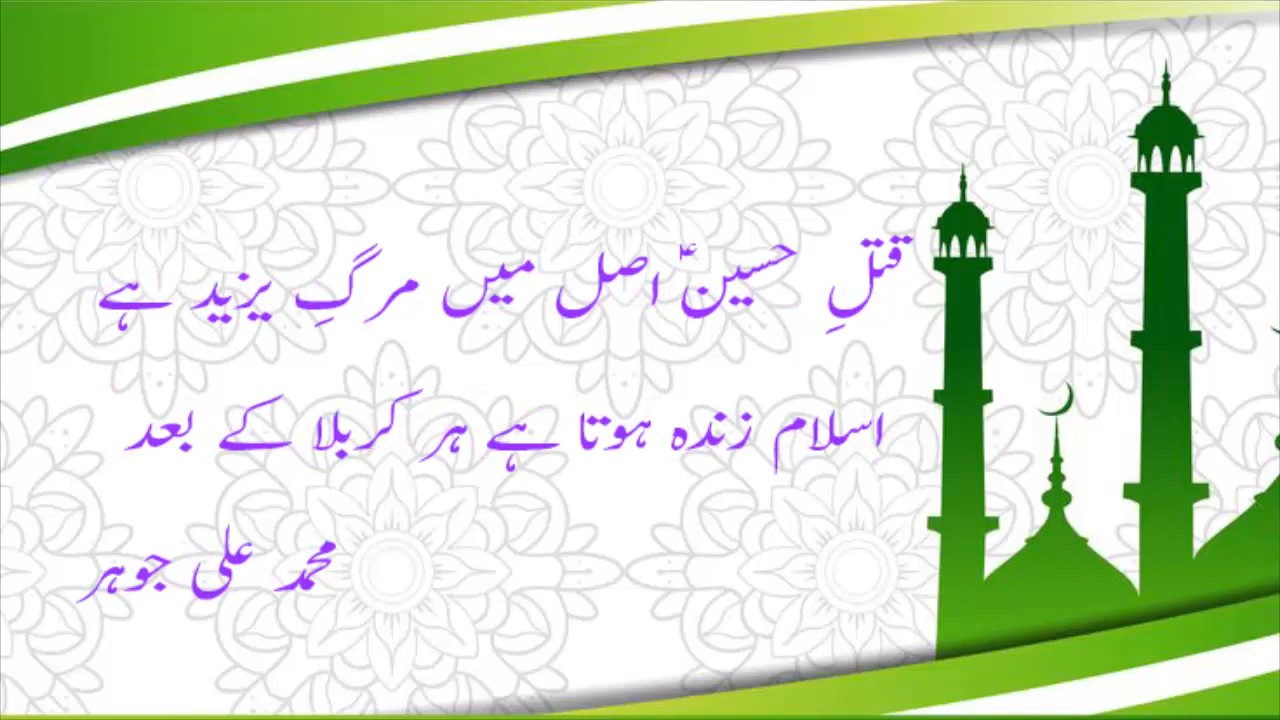 قتلِ حسینؑ اصل میں مرگِ یزید ہے
اسلام زندہ ہوتا ہے ہر کربلا کے بعد
محمد علی جوہر